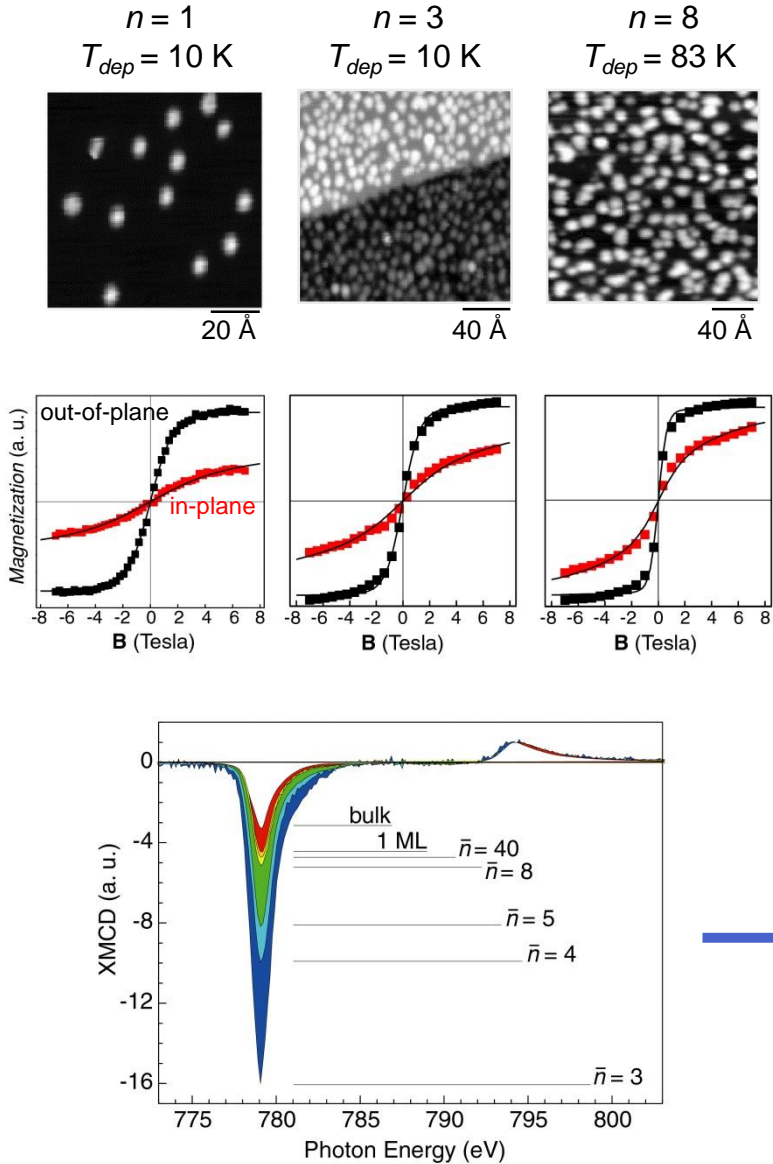 n = 1
T_dep = 10 K
n = 3
T_dep = 10 K
n = 8
T_dep = 83 K
20 Å
40 Å
40 Å
Magnetization (a. u.)
out-of-plane
in-plane
-8 -6 -4 -2 0 2 4 6 8
B (Tesla)
-8 -6 -4 -2 0 2 4 6 8
B (Tesla)
-8 -6 -4 -2 0 2 4 6 8
B (Tesla)
XMCD (a. u.)
0
-4
-8
-12
-16
bulk
1 ML
n̄ = 40
n̄ = 8
n̄ = 5
n̄ = 4
n̄ = 3
775 780 785 790 795 800
Photon Energy (eV)